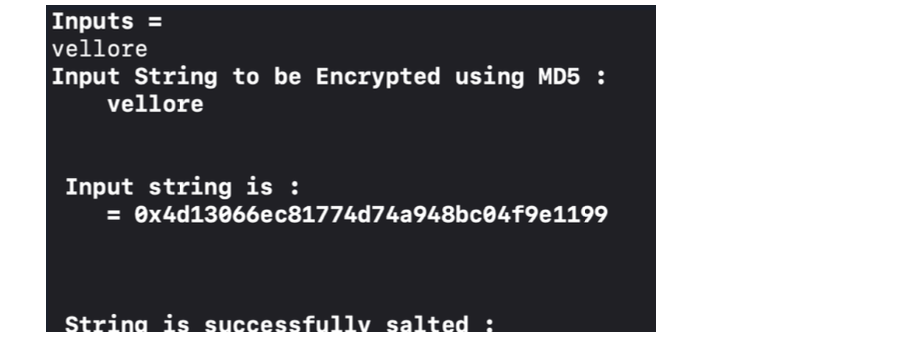 Inputs =
vellore
Input String to be Encrypted using MD5 :
vellore
Input string is :
= 0x4d13066ec81774d74a948bc04f9e1199
String is successfully salted :